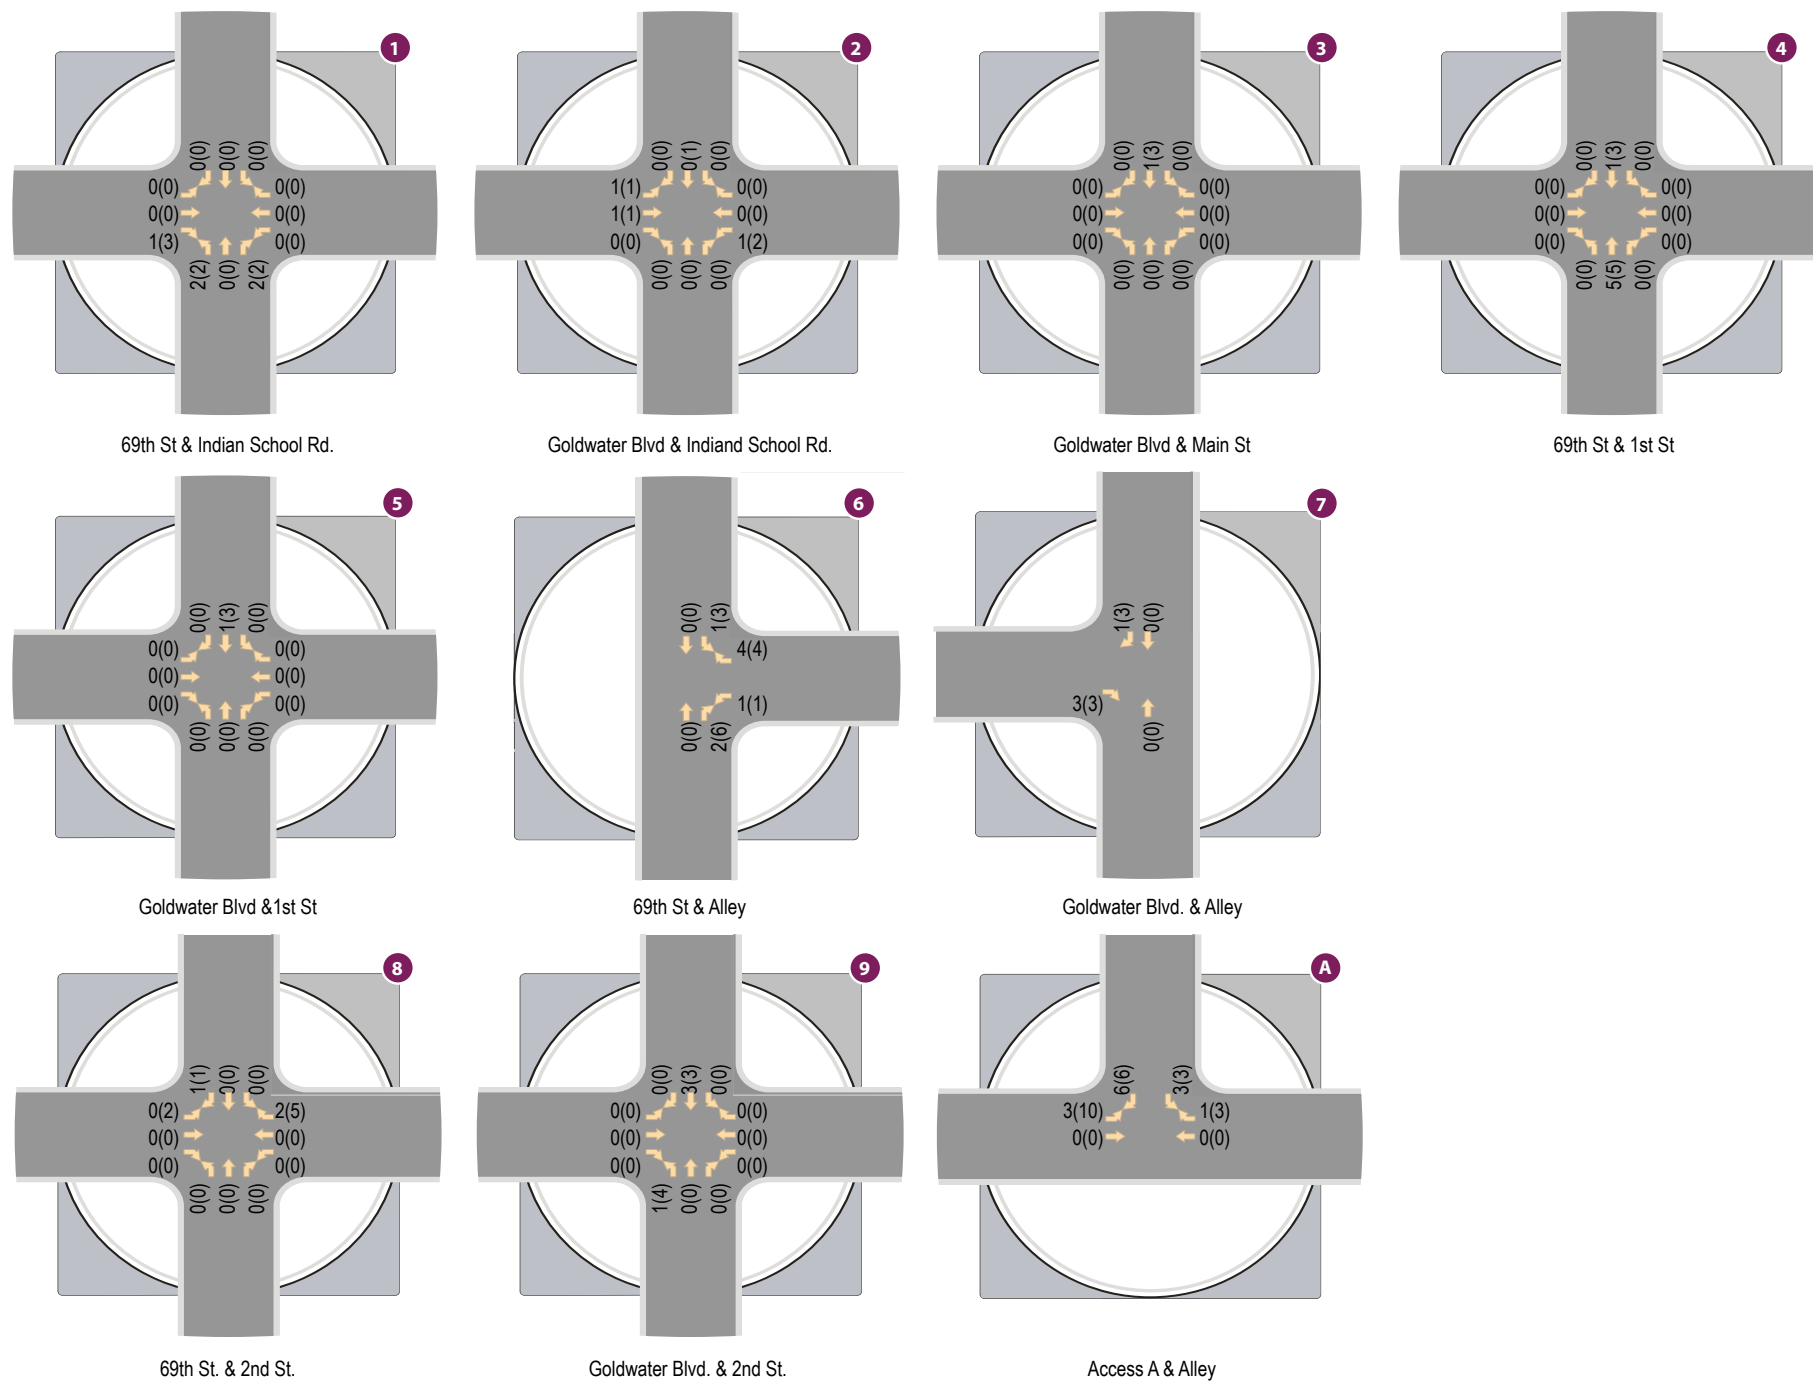 1
0(0) 0(0) 0(0)
0(0) 0(0)
0(0) 0(0)
1(3) 0(0)
2(2) 0(0) 2(2)
69th St & Indian School Rd.
2
0(0) 0(1) 0(0)
1(1) 0(0)
1(1) 0(0)
0(0) 1(2)
0(0) 0(0) 0(0)
Goldwater Blvd & Indiand School Rd.
3
0(0) 1(3) 0(0)
0(0) 0(0)
0(0) 0(0)
0(0) 0(0)
0(0) 0(0) 0(0)
Goldwater Blvd & Main St
4
0(0) 1(3) 0(0)
0(0) 0(0)
0(0) 0(0)
0(0) 0(0)
0(0) 5(5) 0(0)
69th St & 1st St
5
0(0) 1(3) 0(0)
0(0) 0(0)
0(0) 0(0)
0(0) 0(0)
0(0) 0(0) 0(0)
Goldwater Blvd &1st St
6
0(0) 1(3)
4(4)
1(1)
0(0) 2(6)
69th St & Alley
7
1(3) 0(0)
3(3)
0(0)
Goldwater Blvd. & Alley
8
1(1) 0(0) 0(0)
0(2) 2(5)
0(0) 0(0)
0(0) 0(0)
0(0) 0(0) 0(0)
69th St. & 2nd St.
9
0(0) 3(3) 0(0)
0(0) 0(0)
0(0) 0(0)
0(0) 0(0)
1(4) 0(0) 0(0)
Goldwater Blvd. & 2nd St.
A
6(6) 3(3)
3(10) 1(3)
0(0) 0(0)
Access A & Alley